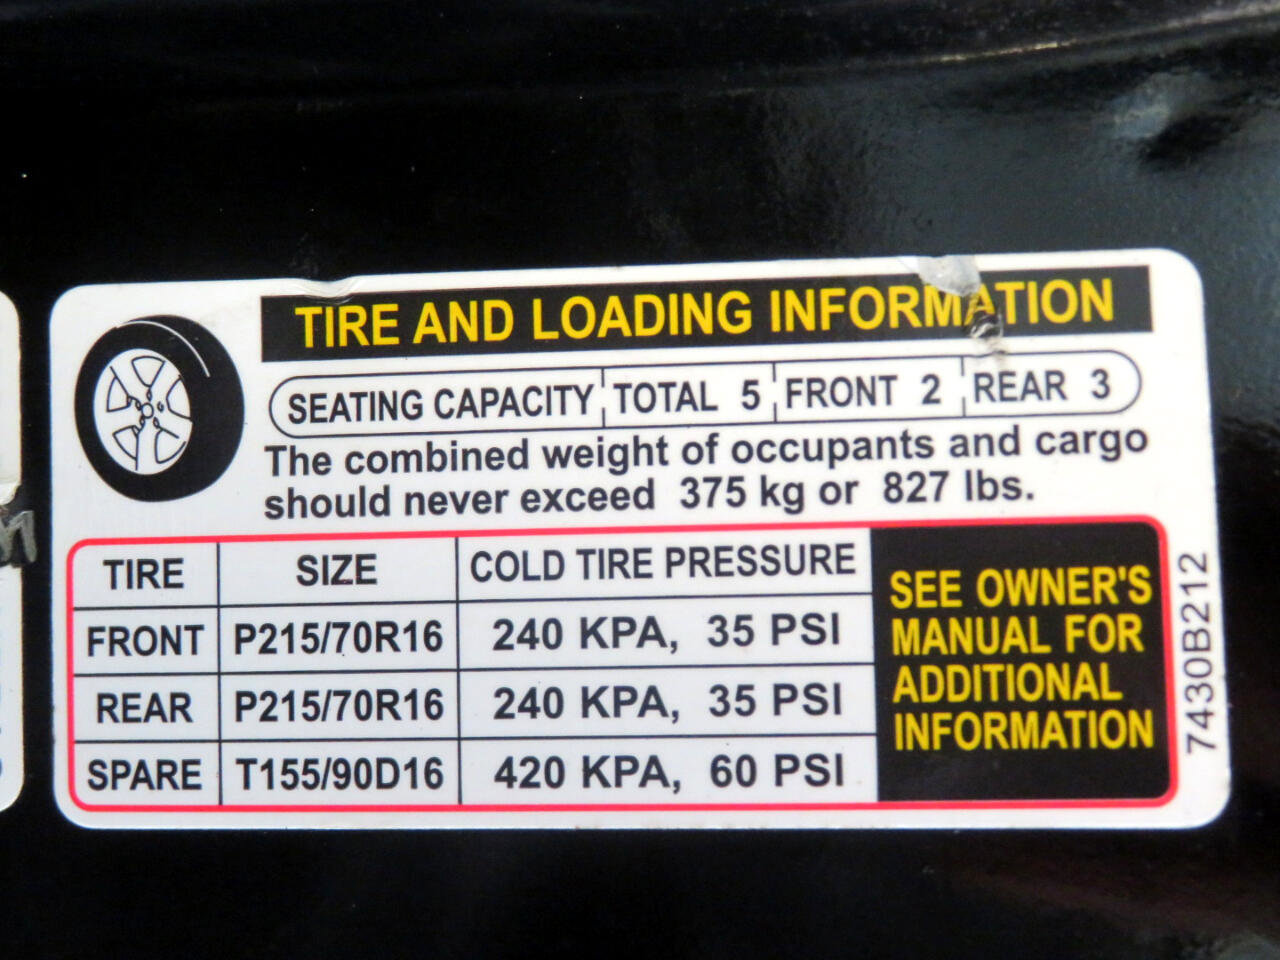 TIRE AND LOADING INFORMATION
SEATING CAPACITY TOTAL 5 FRONT 2 REAR 3
The combined weight of occupants and cargo
should never exceed 375 kg or 827 lbs.
TIRE SIZE COLD TIRE PRESSURE
FRONT P215/70R16 240 KPA, 35 PSI
REAR P215/70R16 240 KPA, 35 PSI
SPARE T155/90D16 420 KPA, 60 PSI
SEE OWNER'S
MANUAL FOR
ADDITIONAL
INFORMATION
7430B212
M